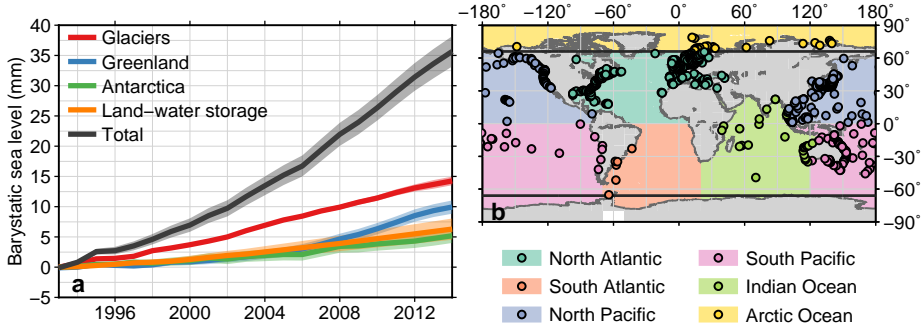 Barystatic sea level (mm)
40
35
30
25
20
15
10
5
0
−5
Glaciers
Greenland
Antarctica
Land−water storage
Total
a
1996 2000 2004 2008 2012
−180 −120 −60 0 60 120 180
90˚
60˚
30˚
0˚
−30˚
−60˚
−90˚
b
North Atlantic South Pacific
South Atlantic Indian Ocean
North Pacific Arctic Ocean